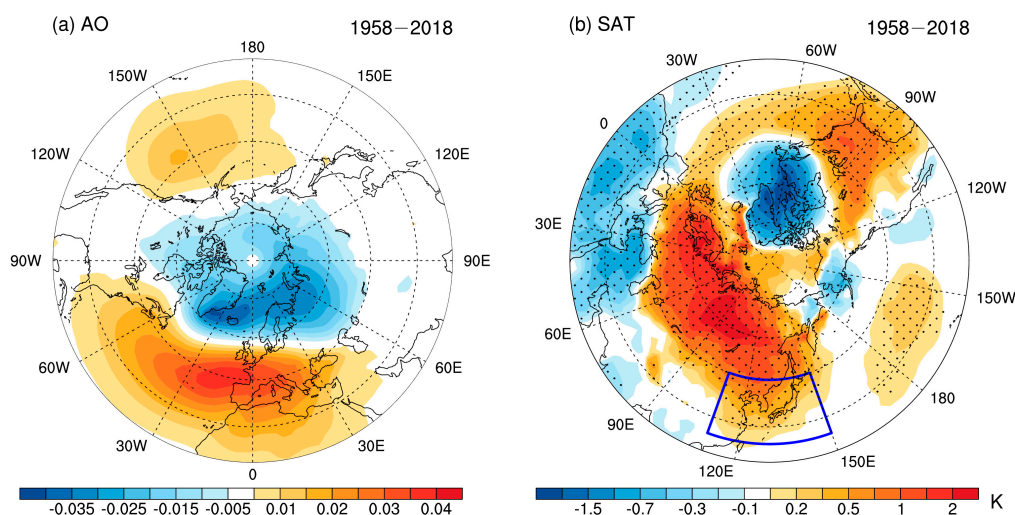 (a) AO 1958−2018
180
150W 150E
120W 120E
90W 90E
60W 60E
30W 30E
0
-0.035 -0.025 -0.015 -0.005 0.01 0.02 0.03 0.04
(b) SAT 1958−2018
30W 60W
0 90W
30E 120W
60E 150W
90E 180
120E 150E
-1.5 -0.7 -0.3 -0.1 0.2 0.5 1 2 K